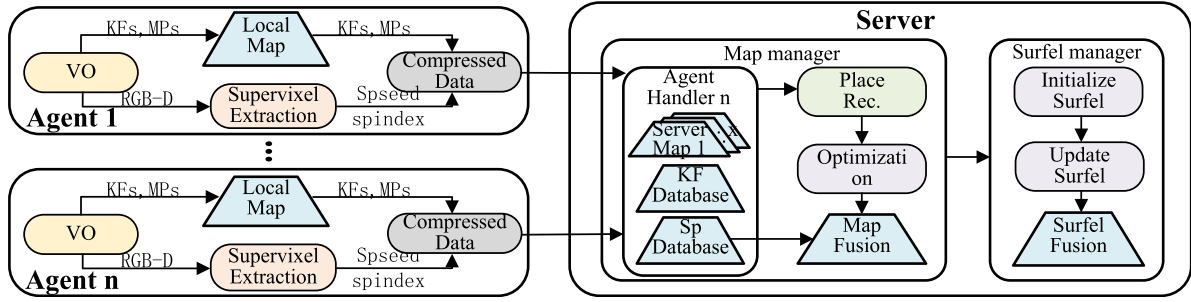 KFs,MPs
Local
Map
KFs,MPs
VO
Compressed
Data
RGB-D
Supervixel
Extraction
Spseed
spindex
Agent 1
...
KFs,MPs
Local
Map
KFs,MPs
VO
Compressed
Data
RGB-D
Supervixel
Extraction
Spseed
spindex
Agent n
Server
Map manager
Agent
Handler n
Server
Map 1
...x
KF
Database
Sp
Database
Place
Rec.
Optimizati
on
Map
Fusion
Surfel manager
Initialize
Surfel
Update
Surfel
Surfel
Fusion